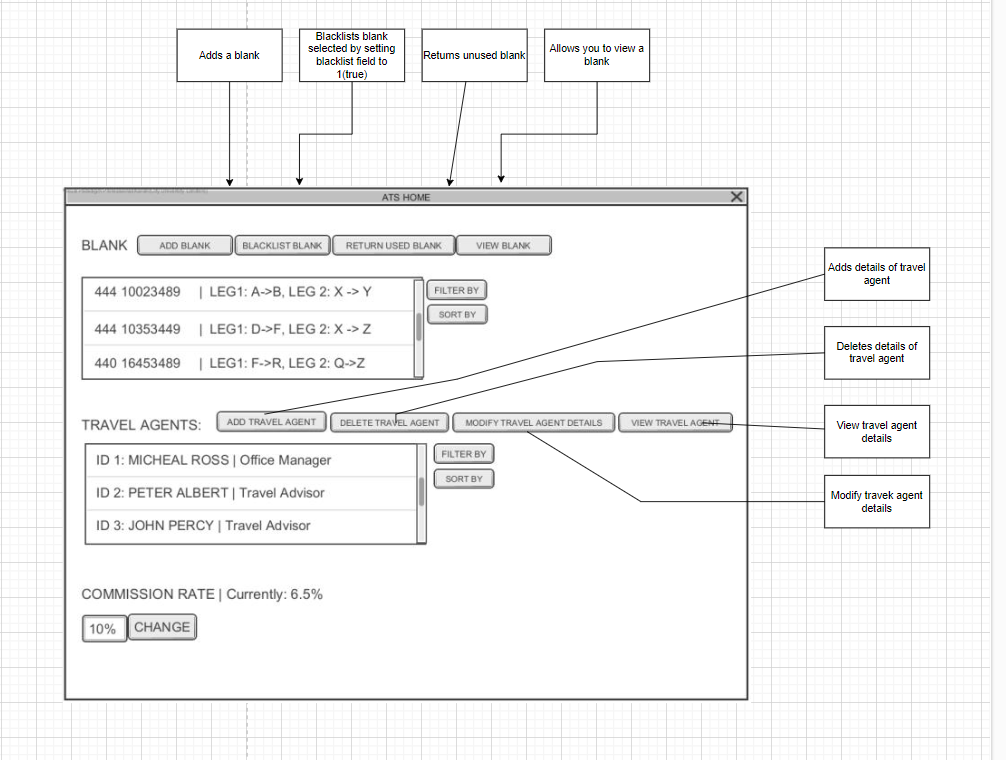 Adds a blank
Blacklists blank
selected by setting
blacklist field to
1(true)
Returns unused blank
Allows you to view a
blank
ATS HOME
BLANK
ADD BLANK
BLACKLIST BLANK
RETURN USED BLANK
VIEW BLANK
444 10023489 | LEG1: A->B, LEG 2: X -> Y
444 10353449 | LEG1: D->F, LEG 2: X -> Z
440 16453489 | LEG1: F->R, LEG 2: Q->Z
FILTER BY
SORT BY
Adds details of travel
agent
Deletes details of
travel agent
TRAVEL AGENTS:
ADD TRAVEL AGENT
DELETE TRAVEL AGENT
MODIFY TRAVEL AGENT DETAILS
VIEW TRAVEL AGENT
View travel agent
details
ID 1: MICHEAL ROSS | Office Manager
ID 2: PETER ALBERT | Travel Advisor
ID 3: JOHN PERCY | Travel Advisor
FILTER BY
SORT BY
Modify travek agent
details
COMMISSION RATE | Currently: 6.5%
10%
CHANGE